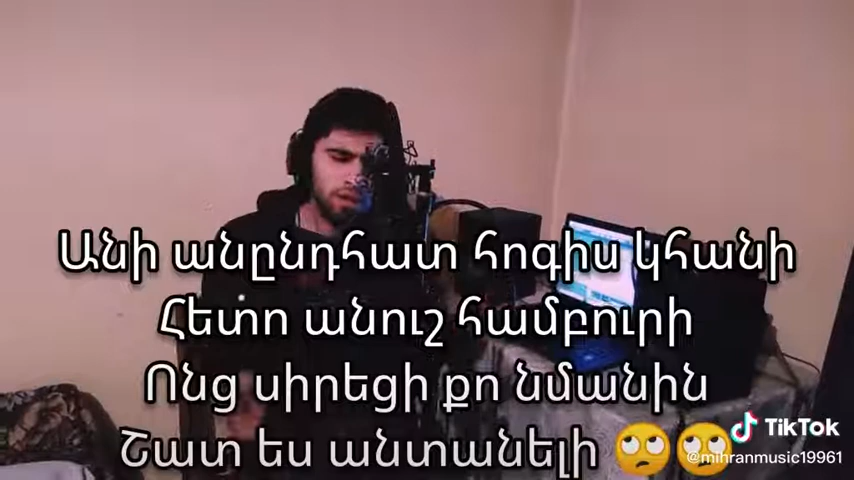 Անի անընդհատ հոգիս կհանի
Հետո անուշ համբուրի
Ոնց սիրեցի քո նմանին
Շատ ես անտանելի 🙄🙄
TikTok
@mihranmusic19961